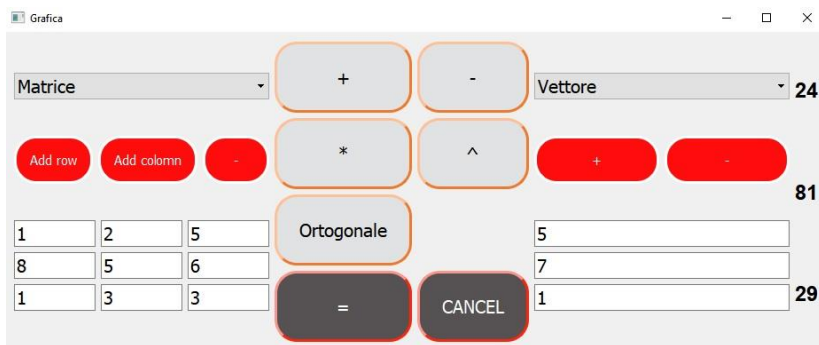 Grafica
Matrice + - Vettore 24
Add row Add colomn - * ^ + -
81
1 2 5 Ortogonale 5
8 5 6 7
1 3 3 = CANCEL 1 29